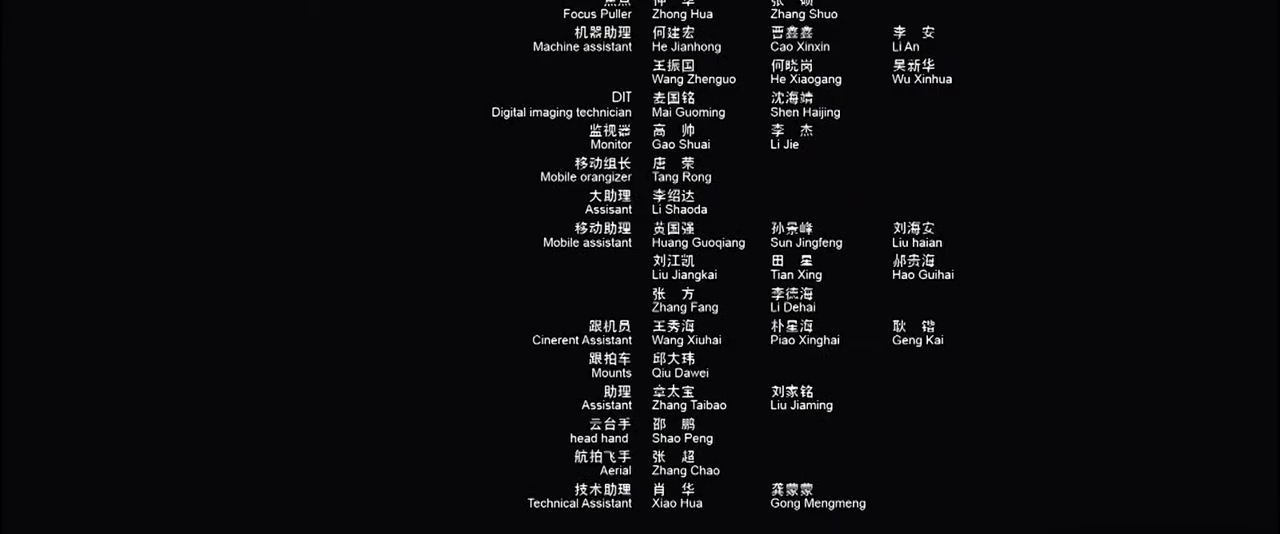 Focus Puller Zhong Hua Zhang Shuo
机器助理 何建宏 曹鑫鑫 李 安
Machine assistant He Jianhong Cao Xinxin Li An
王振国 何晓岗 吴新华
Wang Zhenguo He Xiaogang Wu Xinhua
DIT 麦国铭 沈海靖
Digital imaging technician Mai Guoming Shen Haijing
监视器 高 帅 李 杰
Monitor Gao Shuai Li Jie
移动组长 唐 荣
Mobile orangizer Tang Rong
大助理 李绍达
Assisant Li Shaoda
移动助理 黄国强 孙景峰 刘海安
Mobile assistant Huang Guoqiang Sun Jingfeng Liu haian
刘江凯 田 星 郝贵海
Liu Jiangkai Tian Xing Hao Guihai
张 方 李德海
Zhang Fang Li Dehai
跟机员 王秀海 朴星海 耿 锴
Cinerent Assistant Wang Xiuhai Piao Xinghai Geng Kai
跟拍车 邱大玮
Mounts Qiu Dawei
助理 章太宝 刘家铭
Assistant Zhang Taibao Liu Jiaming
云台手 邵 鹏
head hand Shao Peng
航拍飞手 张 超
Aerial Zhang Chao
技术助理 肖 华 龚蒙蒙
Technical Assistant Xiao Hua Gong Mengmeng